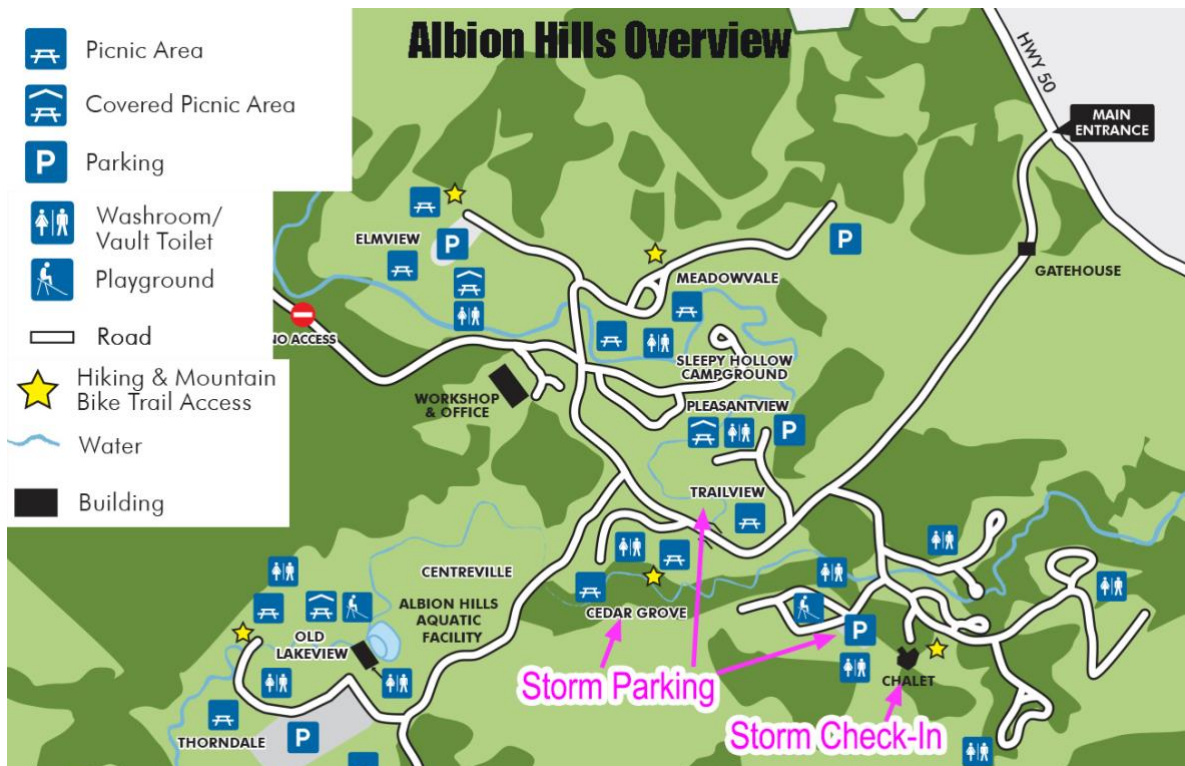 Albion Hills Overview
Picnic Area
Covered Picnic Area
P
Parking
Washroom/
Vault Toilet
Playground
Road
Hiking & Mountain
Bike Trail Access
Water
Building
HWY 50
MAIN
ENTRANCE
GATEHOUSE
ELMVIEW
P
P
MEADOWVALE
NO ACCESS
SLEEPY HOLLOW
CAMPGROUND
WORKSHOP
& OFFICE
PLEASANTVIEW
P
TRAILVIEW
CENTREVILLE
ALBION HILLS
AQUATIC
FACILITY
CEDAR GROVE
OLD
LAKEVIEW
P
CHALET
Storm Parking
Storm Check-In
THORNDALE
P